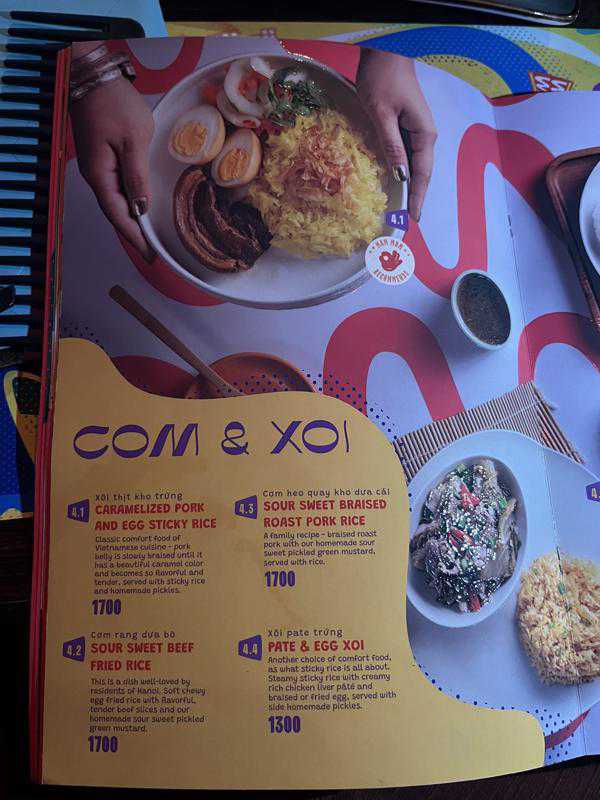 4.1
MAM MAM
RECOMMENDS
COM & XOI
4.1
Xôi thịt kho trứng
CARAMELIZED PORK
AND EGG STICKY RICE
Classic comfort food of
Vietnamese cuisine - pork
belly is slowly braised until it
has a beautiful caramel color
and becomes so flavorful and
tender, served with sticky rice
and homemade pickles.
1700
4.2
Cơm rang dưa bò
SOUR SWEET BEEF
FRIED RICE
This is a dish well-loved by
residents of Hanoi. Soft chewy
egg fried rice with flavorful,
tender beef slices and our
homemade sour sweet pickled
green mustard.
1700
4.3
Cơm heo quay kho dưa cải
SOUR SWEET BRAISED
ROAST PORK RICE
A family recipe - braised roast
pork with our homemade sour
sweet pickled green mustard,
served with rice.
1700
4.4
Xôi pate trứng
PATE & EGG XOI
Another choice of comfort food,
as what sticky rice is all about.
Steamy sticky rice with creamy
rich chicken liver pâté and
braised or fried egg, served with
side homemade pickles.
1300